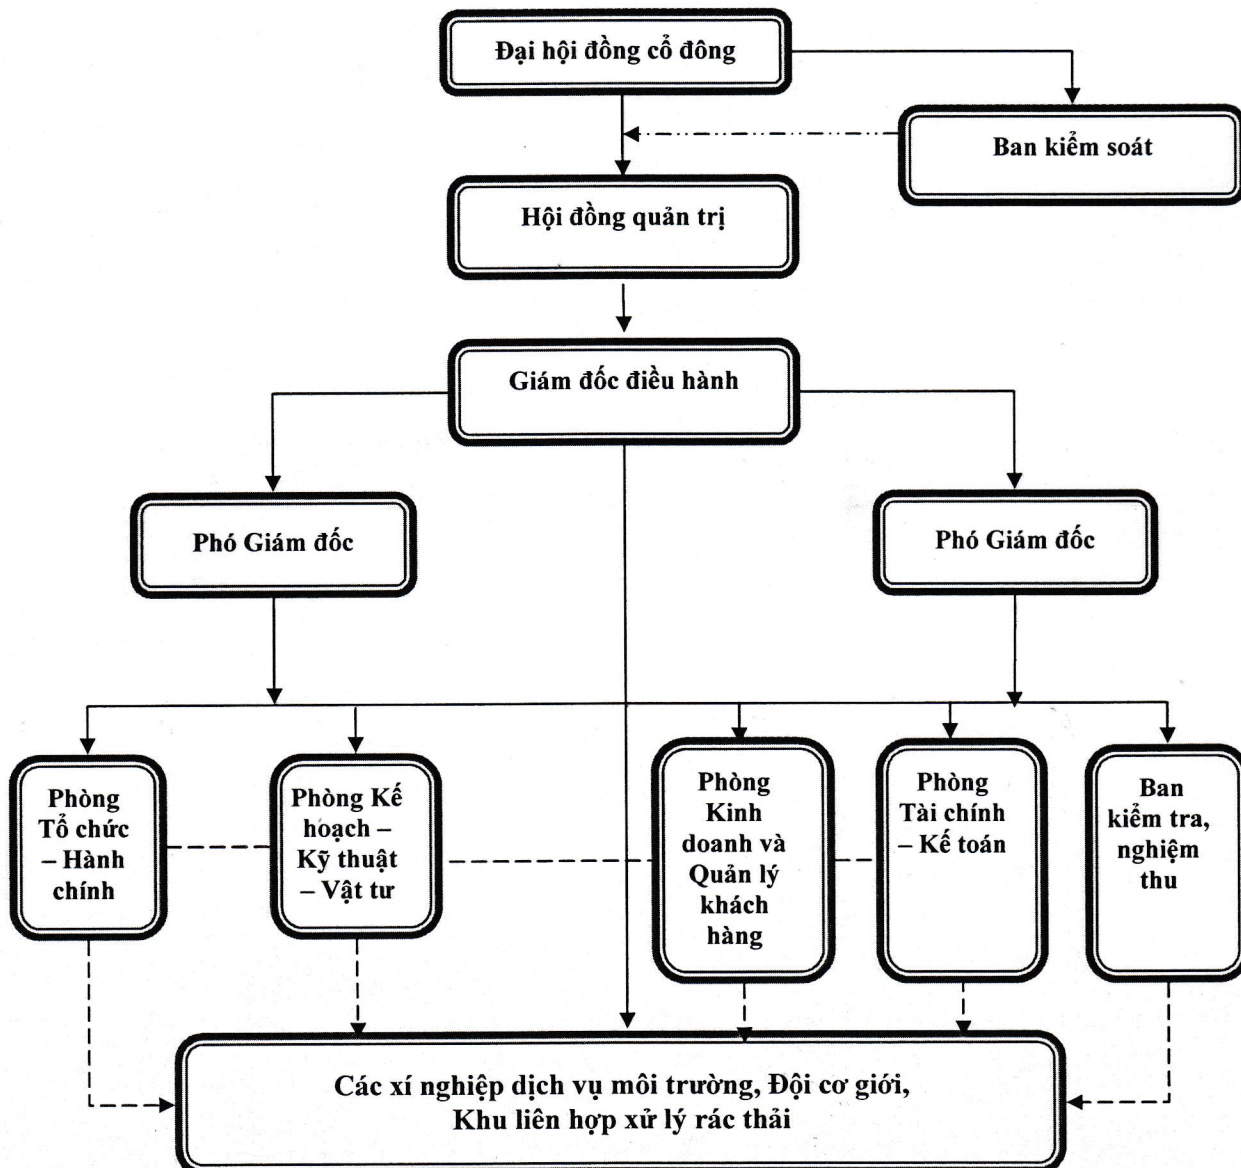 Đại hội đồng cổ đông
Ban kiểm soát
Hội đồng quản trị
Giám đốc điều hành
Phó Giám đốc
Phó Giám đốc
Phòng
Tổ chức
– Hành
chính
Phòng Kế
hoạch –
Kỹ thuật
– Vật tư
Phòng
Kinh
doanh và
Quản lý
khách
hàng
Phòng
Tài chính
– Kế toán
Ban
kiểm tra,
nghiệm
thu
Các xí nghiệp dịch vụ môi trường, Đội cơ giới,
Khu liên hợp xử lý rác thải